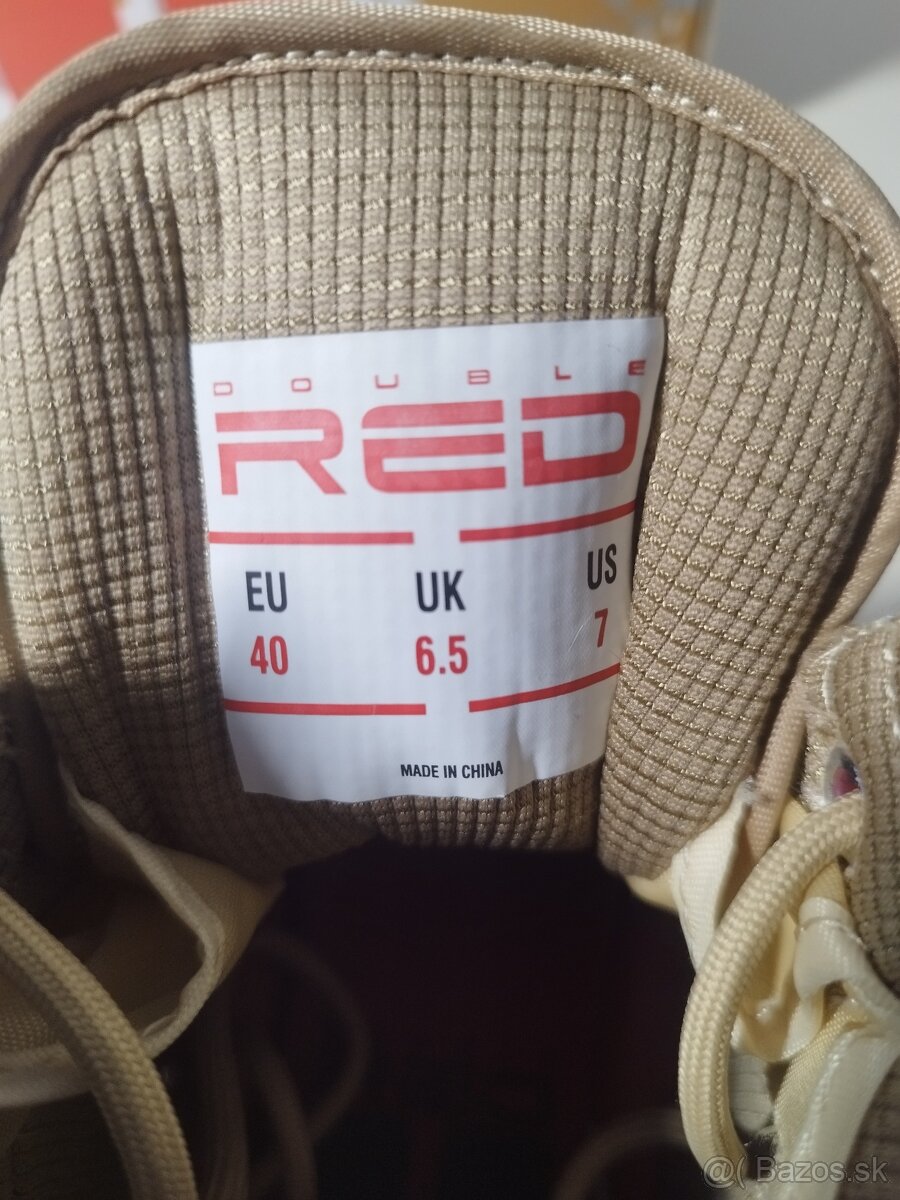 DOUBLE
RED
EU UK US
40 6.5 7
MADE IN CHINA
@( Bazos.sk